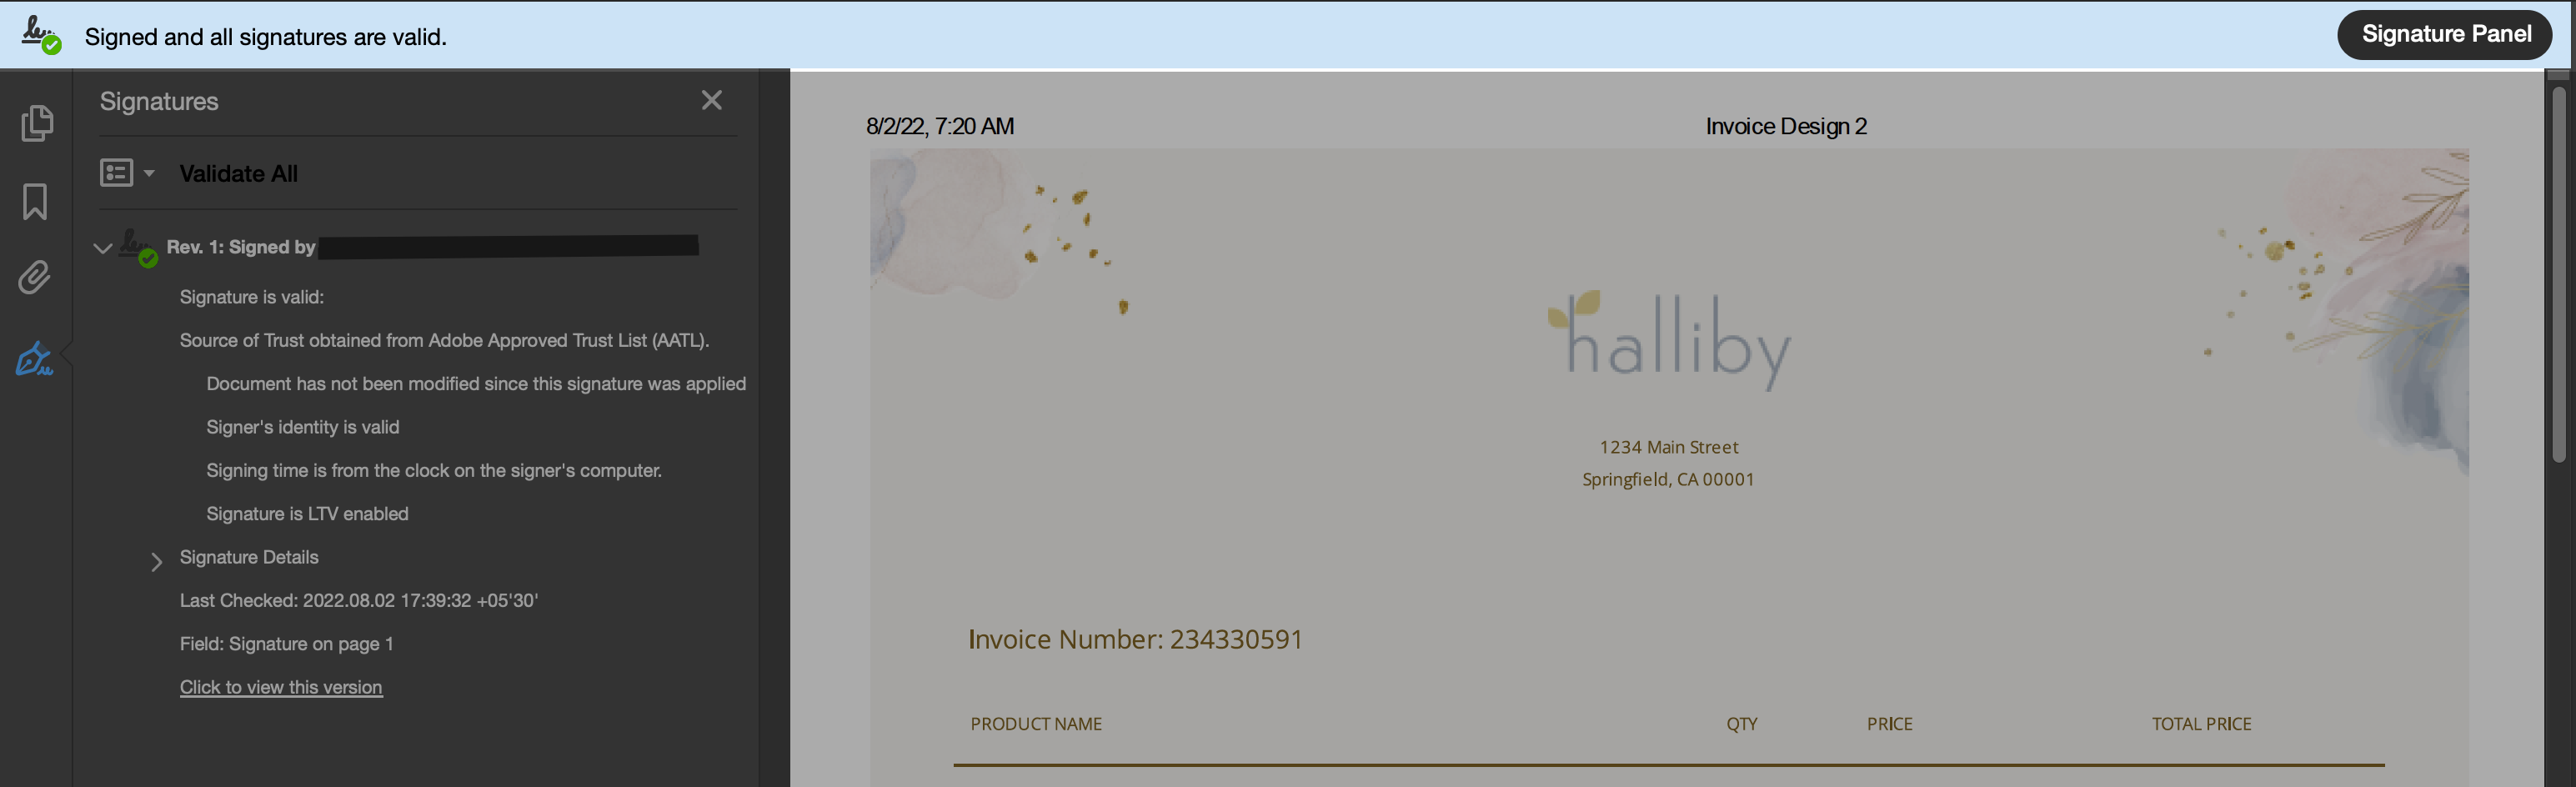 Signed and all signatures are valid.
Signature Panel
Signatures
Validate All
Rev. 1: Signed by
Signature is valid:
Source of Trust obtained from Adobe Approved Trust List (AATL).
Document has not been modified since this signature was applied
Signer's identity is valid
Signing time is from the clock on the signer's computer.
Signature is LTV enabled
Signature Details
Last Checked: 2022.08.02 17:39:32 +05'30'
Field: Signature on page 1
Click to view this version
8/2/22, 7:20 AM
Invoice Design 2
halliby
1234 Main Street
Springfield, CA 00001
Invoice Number: 234330591
PRODUCT NAME QTY PRICE TOTAL PRICE